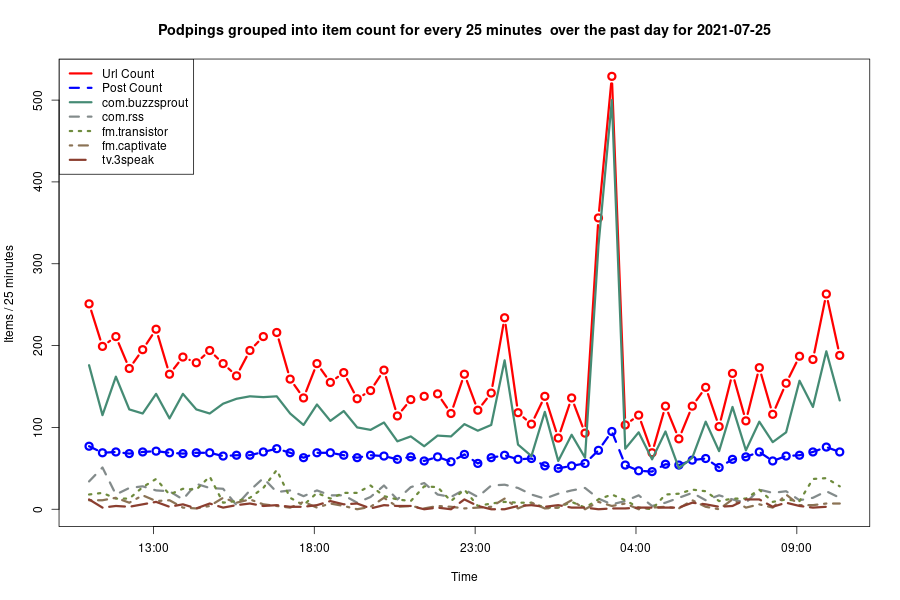 Podpings grouped into item count for every 25 minutes  over the past day for 2021-07-25
Url Count
Post Count
com.buzzsprout
com.rss
fm.transistor
fm.captivate
tv.3speak
Items / 25 minutes
500
400
300
200
100
0
13:00 18:00 23:00 04:00 09:00
Time